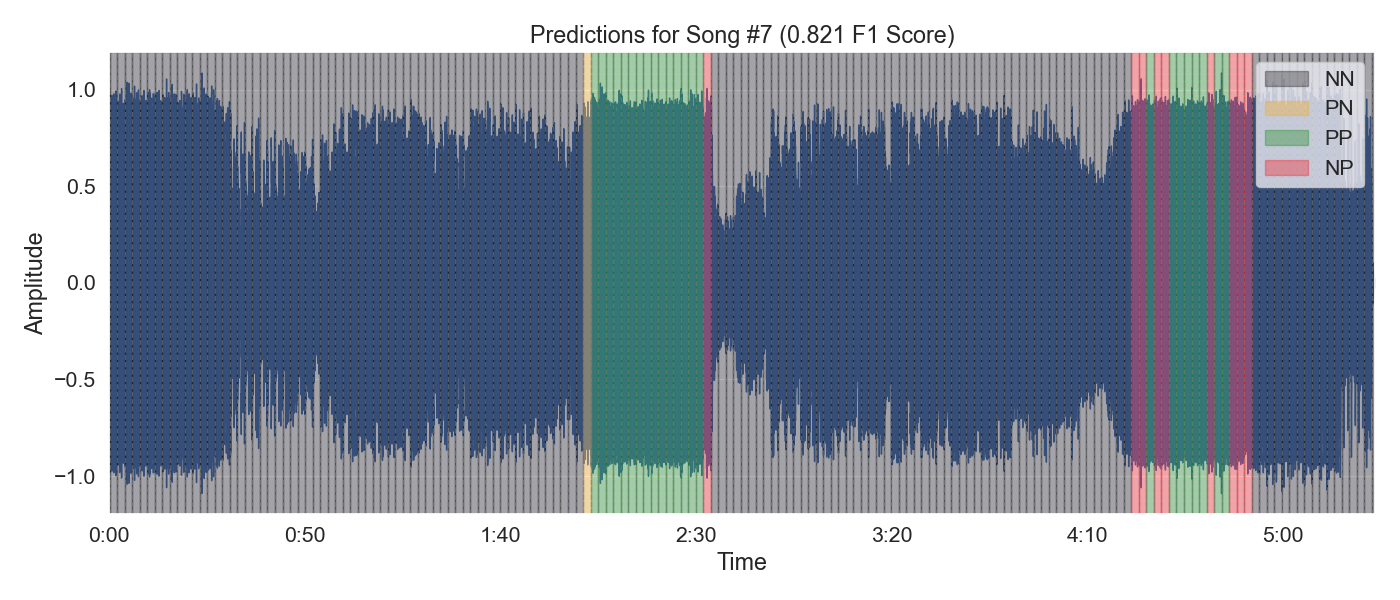 Predictions for Song #7 (0.821 F1 Score)
1.0
0.5
0.0
−0.5
−1.0
Amplitude
NN
PN
PP
NP
0:00 0:50 1:40 2:30 3:20 4:10 5:00
Time